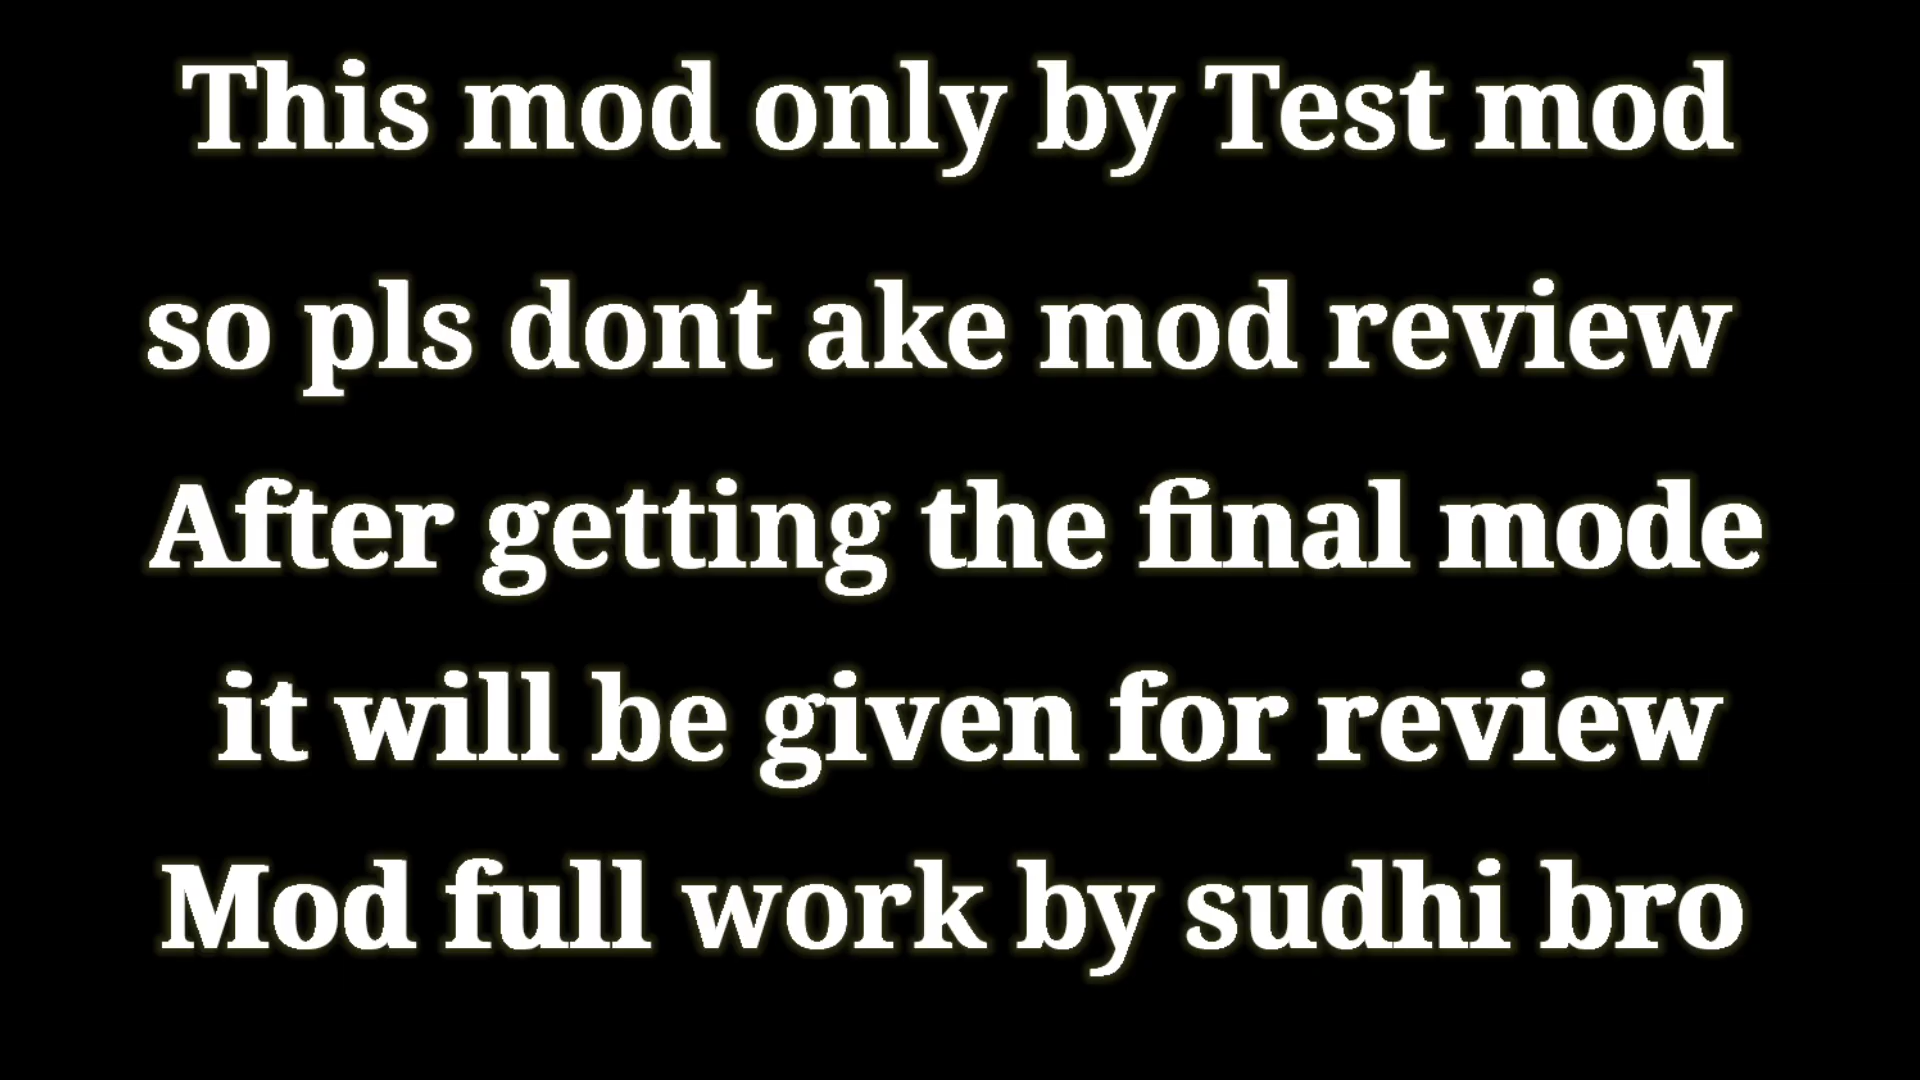 This mod only by Test mod
so pls dont ake mod review
After getting the final mode
it will be given for review
Mod full work by sudhi bro